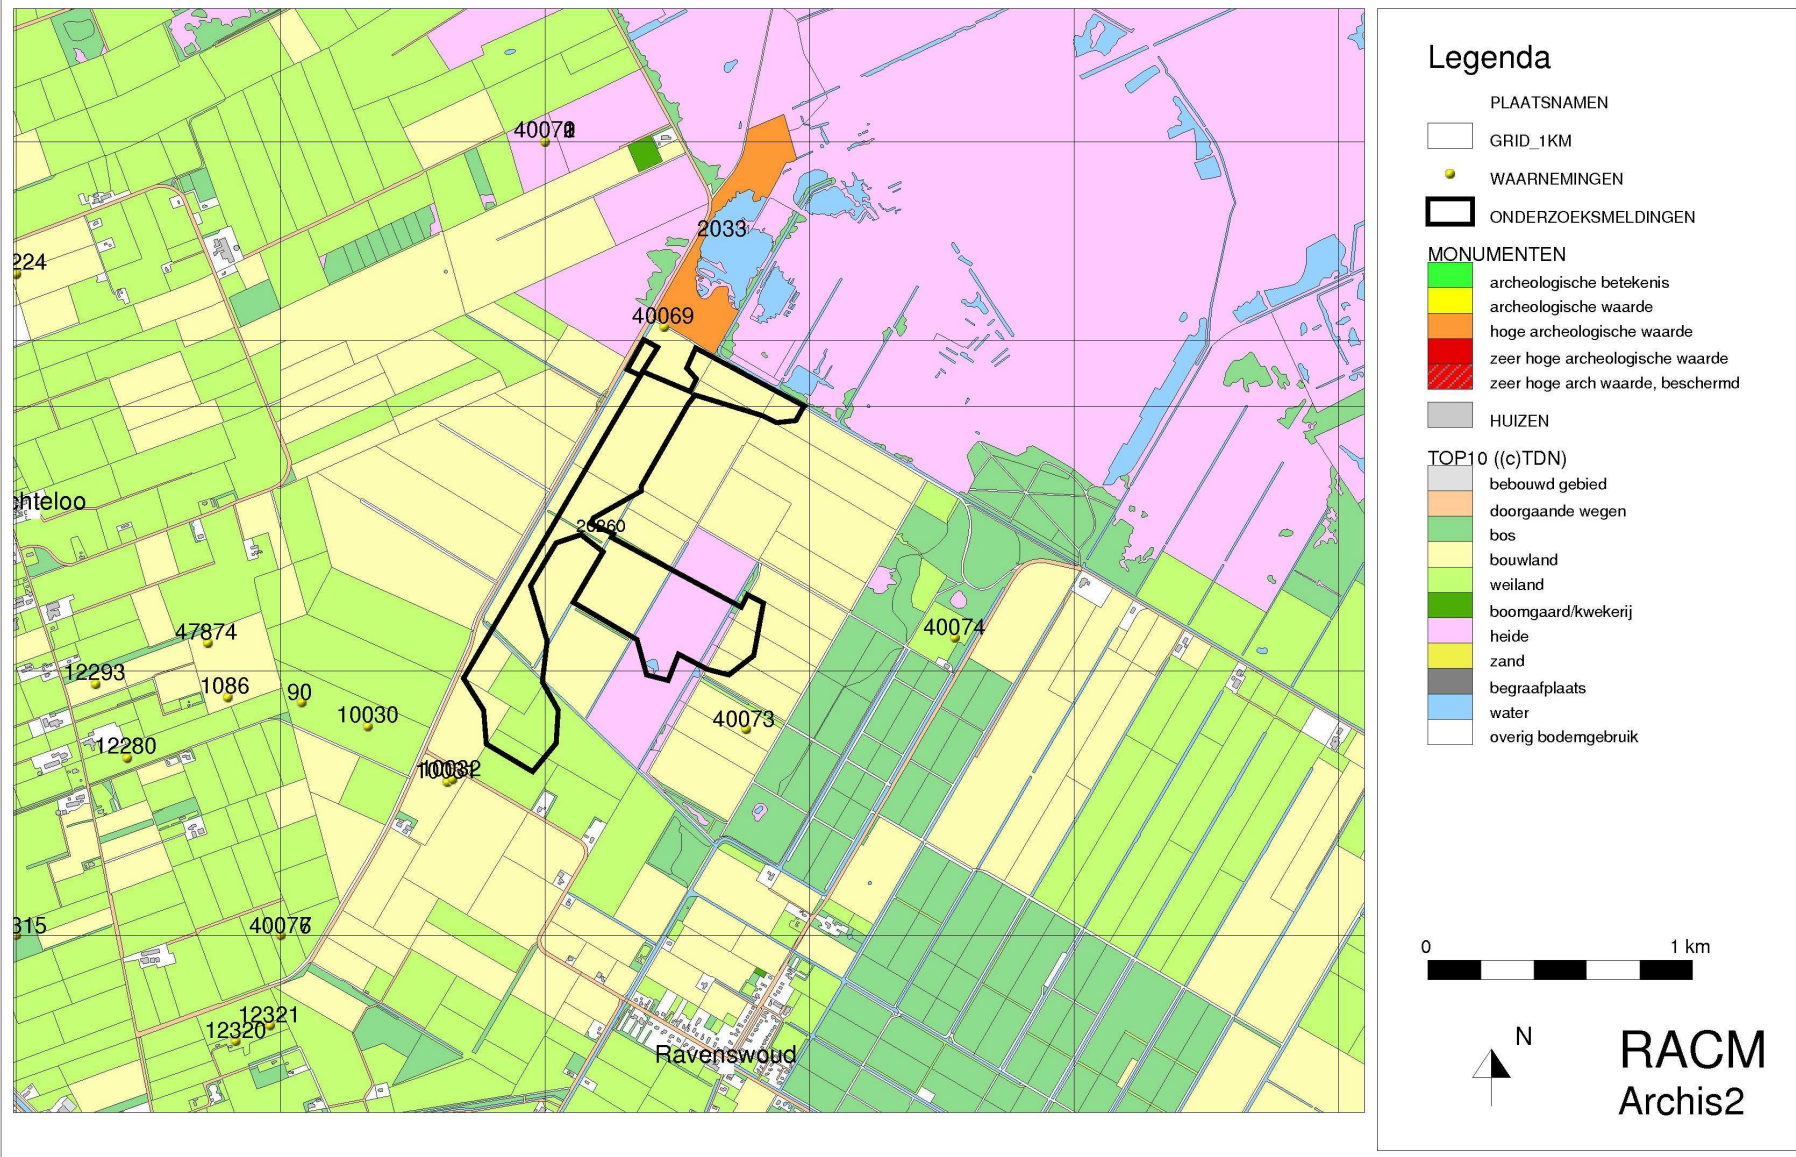 40069
2033
224
chteloo
20260
47874
12293
1086
90
10030
12280
40074
40073
315
12321
12320
Ravenswoud
Legenda
PLAATSNAMEN
GRID_1KM
WAARNEMINGEN
ONDERZOEKSMELDINGEN
MONUMENTEN
archeologische betekenis
archeologische waarde
hoge archeologische waarde
zeer hoge archeologische waarde
zeer hoge arch waarde, beschermd
HUIZEN
TOP10 ((c)TDN)
bebouwd gebied
doorgaande wegen
bos
bouwland
weiland
boomgaard/kwekerij
heide
zand
begraafplaats
water
overig bodemgebruik
0 1 km
N
RACM
Archis2